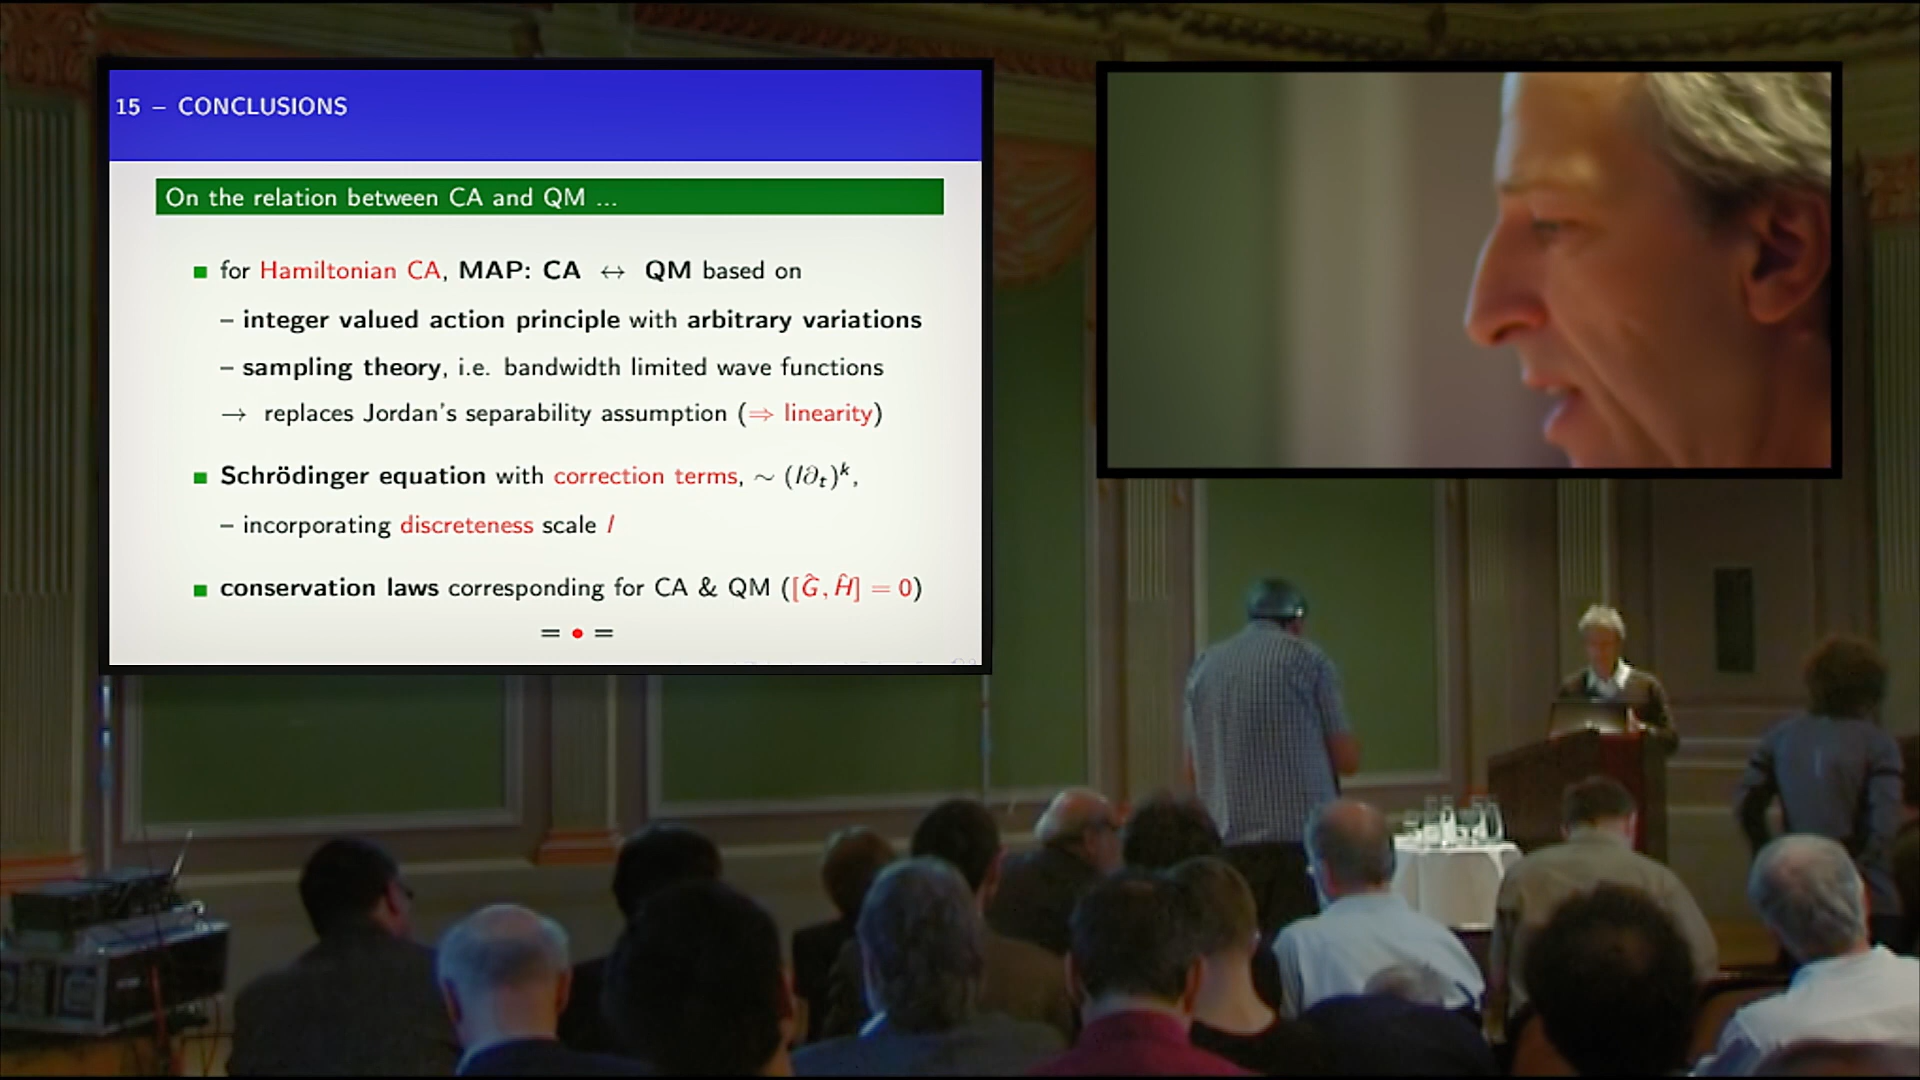 15 – CONCLUSIONS
On the relation between CA and QM ...
for Hamiltonian CA, MAP: CA ↔ QM based on
– integer valued action principle with arbitrary variations
– sampling theory, i.e. bandwidth limited wave functions
→ replaces Jordan's separability assumption (⇒ linearity)
Schrödinger equation with correction terms, ∼ (l∂ₜ)ᵏ,
– incorporating discreteness scale l
conservation laws corresponding for CA & QM ([Ĝ, Ĥ] = 0)
= • =